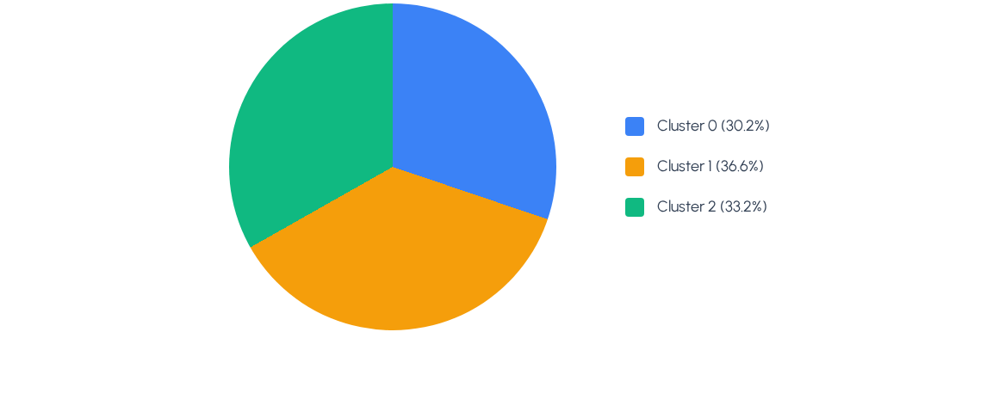 Cluster 0 (30.2%)
Cluster 1 (36.6%)
Cluster 2 (33.2%)